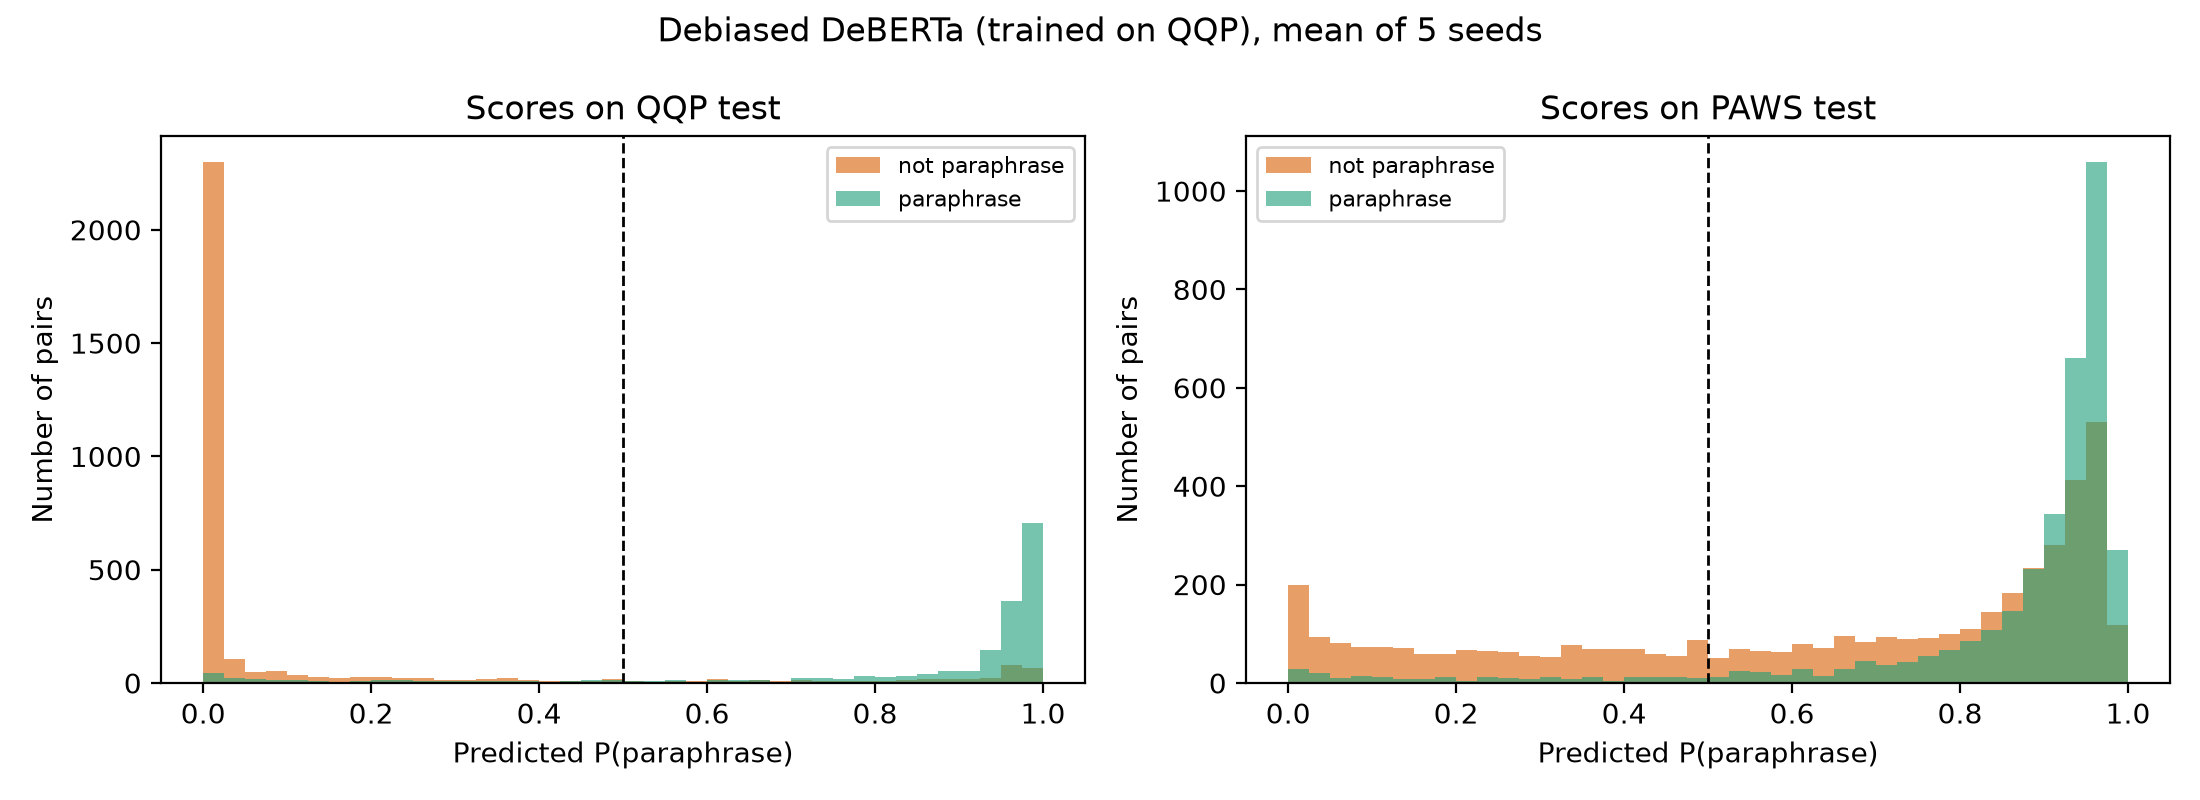 Debiased DeBERTa (trained on QQP), mean of 5 seeds
Scores on QQP test
Number of pairs
2000
1500
1000
500
0
not paraphrase
paraphrase
0.0 0.2 0.4 0.6 0.8 1.0
Predicted P(paraphrase)
Scores on PAWS test
Number of pairs
1000
800
600
400
200
0
not paraphrase
paraphrase
0.0 0.2 0.4 0.6 0.8 1.0
Predicted P(paraphrase)